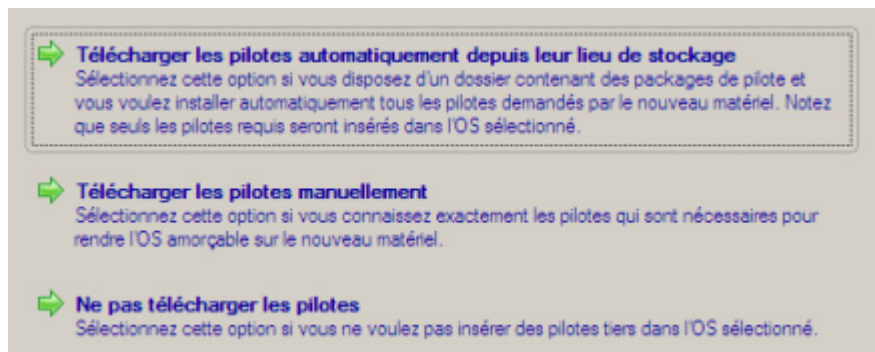 Télécharger les pilotes automatiquement depuis leur lieu de stockage
Sélectionnez cette option si vous disposez d'un dossier contenant des packages de pilote et
vous voulez installer automatiquement tous les pilotes demandés par le nouveau matériel. Notez
que seuls les pilotes requis seront insérés dans l'OS sélectionné.
Télécharger les pilotes manuellement
Sélectionnez cette option si vous connaissez exactement les pilotes qui sont nécessaires pour
rendre l'OS amorçable sur le nouveau matériel.
Ne pas télécharger les pilotes
Sélectionnez cette option si vous ne voulez pas insérer des pilotes tiers dans l'OS sélectionné.